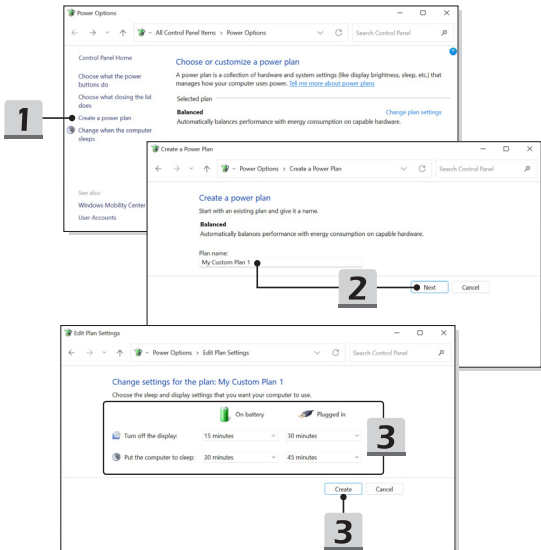 Power Options
All Control Panel Items › Power Options
Search Control Panel
Control Panel Home
Choose what the power
buttons do
Choose what closing the lid
does
Create a power plan
Change when the computer
sleeps
See also
Windows Mobility Center
User Accounts
Choose or customize a power plan
A power plan is a collection of hardware and system settings (like display brightness, sleep, etc.) that
manages how your computer uses power. Tell me more about power plans
Selected plan
Balanced
Change plan settings
Automatically balances performance with energy consumption on capable hardware.
1
Create a Power Plan
Power Options › Create a Power Plan
Search Control Panel
Create a power plan
Start with an existing plan and give it a name.
Balanced
Automatically balances performance with energy consumption on capable hardware.
Plan name:
My Custom Plan 1
2
Next
Cancel
Edit Plan Settings
Power Options › Edit Plan Settings
Search Control Panel
Change settings for the plan: My Custom Plan 1
Choose the sleep and display settings that you want your computer to use.
On battery
Plugged in
Turn off the display:
15 minutes
30 minutes
Put the computer to sleep:
30 minutes
45 minutes
3
Create
Cancel
3